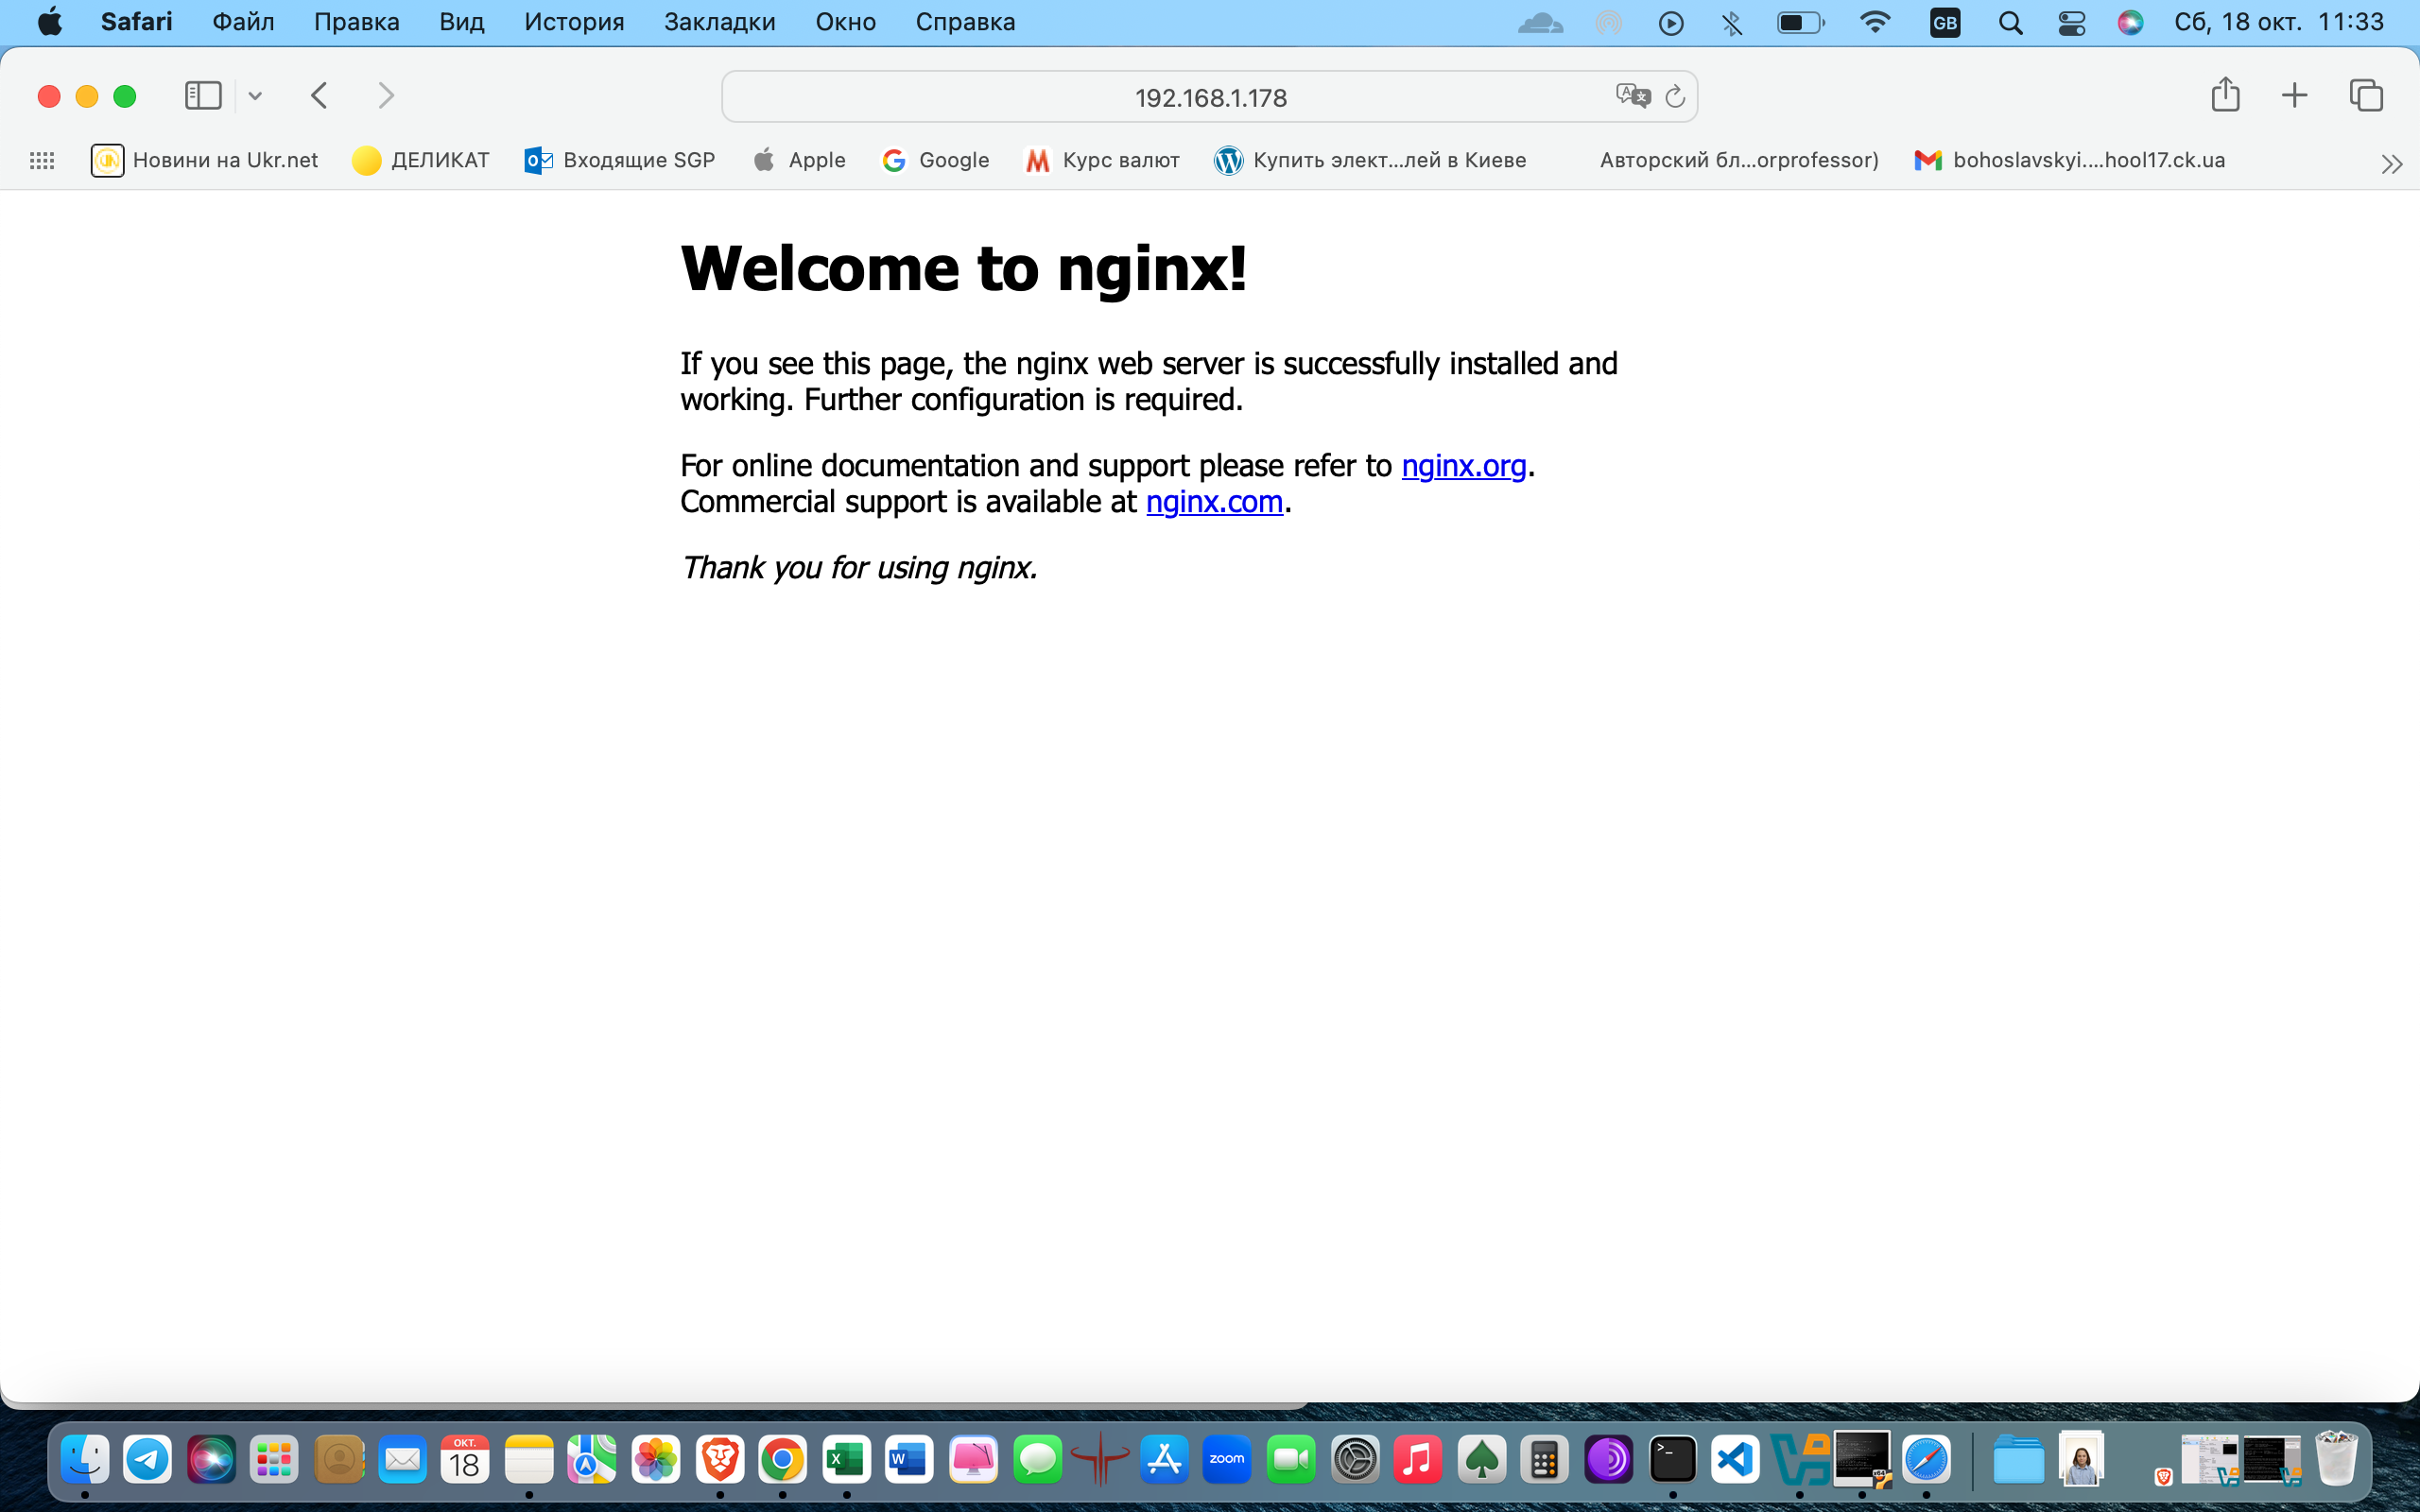 Safari Файл Правка Вид История Закладки Окно Справка GB Сб, 18 окт. 11:33
192.168.1.178
Новини на Ukr.net ДЕЛИКАТ Входящие SGP Apple Google Курс валют Купить элект...лей в Киеве Авторский бл...orprofessor) bohoslavskyi....hool17.ck.ua
Welcome to nginx!
If you see this page, the nginx web server is successfully installed and
working. Further configuration is required.
For online documentation and support please refer to nginx.org.
Commercial support is available at nginx.com.
Thank you for using nginx.
ОКТ.
18
zoom